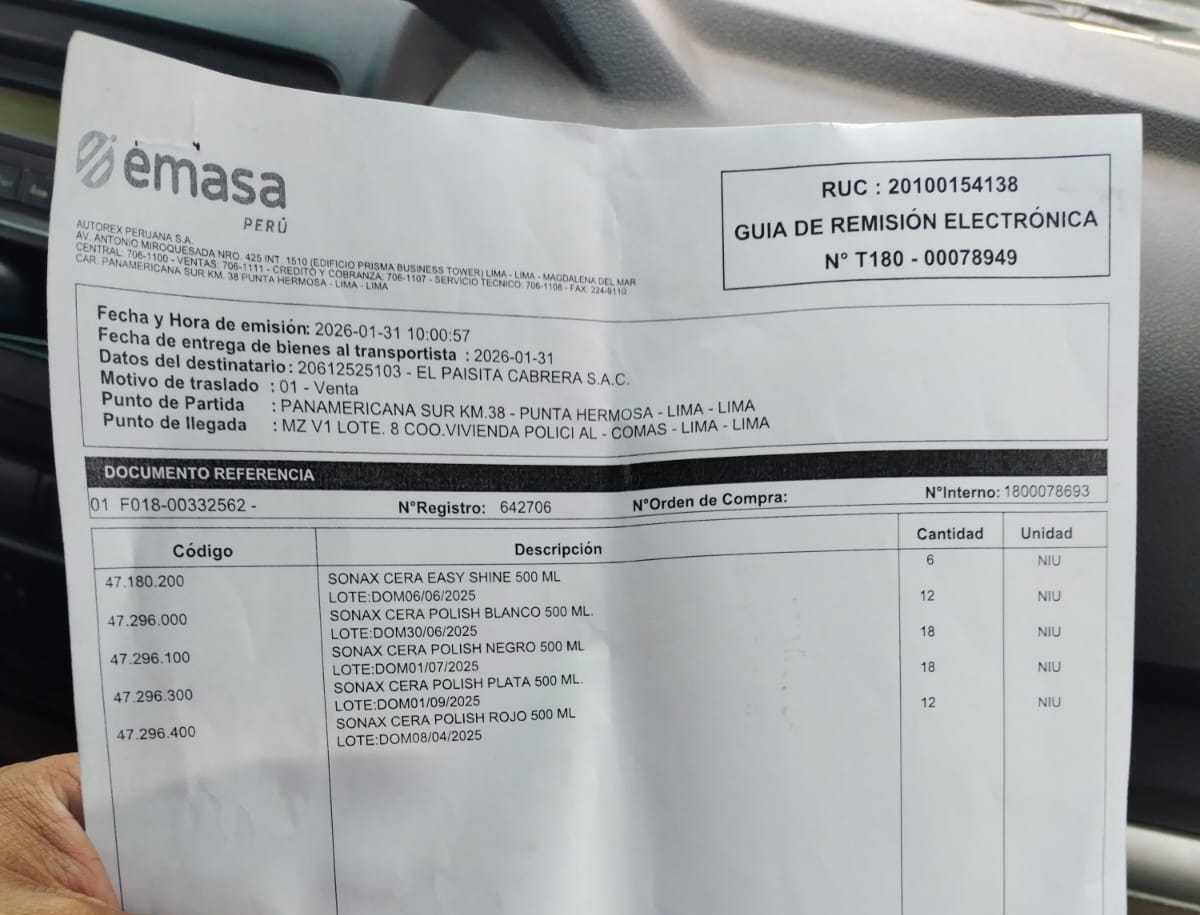 emasa
PERÚ
AUTOREX PERUANA S.A.
AV. ANTONIO MIROQUESADA NRO. 425 INT. 1510 (EDIFICIO PRISMA BUSINESS TOWER) LIMA - LIMA - MAGDALENA DEL MAR
CENTRAL: 706-1100 - VENTAS: 706-1111 - CREDITO Y COBRANZA: 706-1107 - SERVICIO TECNICO: 706-1108 - FAX: 224-9110
CAR. PANAMERICANA SUR KM. 38 PUNTA HERMOSA - LIMA - LIMA
RUC : 20100154138
GUIA DE REMISIÓN ELECTRÓNICA
N° T180 - 00078949
Fecha y Hora de emisión: 2026-01-31 10:00:57
Fecha de entrega de bienes al transportista : 2026-01-31
Datos del destinatario : 20612525103 - EL PAISITA CABRERA S.A.C.
Motivo de traslado : 01 - Venta
Punto de Partida : PANAMERICANA SUR KM.38 - PUNTA HERMOSA - LIMA - LIMA
Punto de llegada : MZ V1 LOTE. 8 COO.VIVIENDA POLICI AL - COMAS - LIMA - LIMA
DOCUMENTO REFERENCIA
01 F018-00332562 - N°Registro: 642706 N°Orden de Compra: N°Interno: 1800078693
Código Descripción Cantidad Unidad
47.180.200 SONAX CERA EASY SHINE 500 ML 6 NIU
LOTE:DOM06/06/2025
47.296.000 SONAX CERA POLISH BLANCO 500 ML. 12 NIU
LOTE:DOM30/06/2025
47.296.100 SONAX CERA POLISH NEGRO 500 ML 18 NIU
LOTE:DOM01/07/2025
47.296.300 SONAX CERA POLISH PLATA 500 ML. 18 NIU
LOTE:DOM01/09/2025
47.296.400 SONAX CERA POLISH ROJO 500 ML 12 NIU
LOTE:DOM08/04/2025